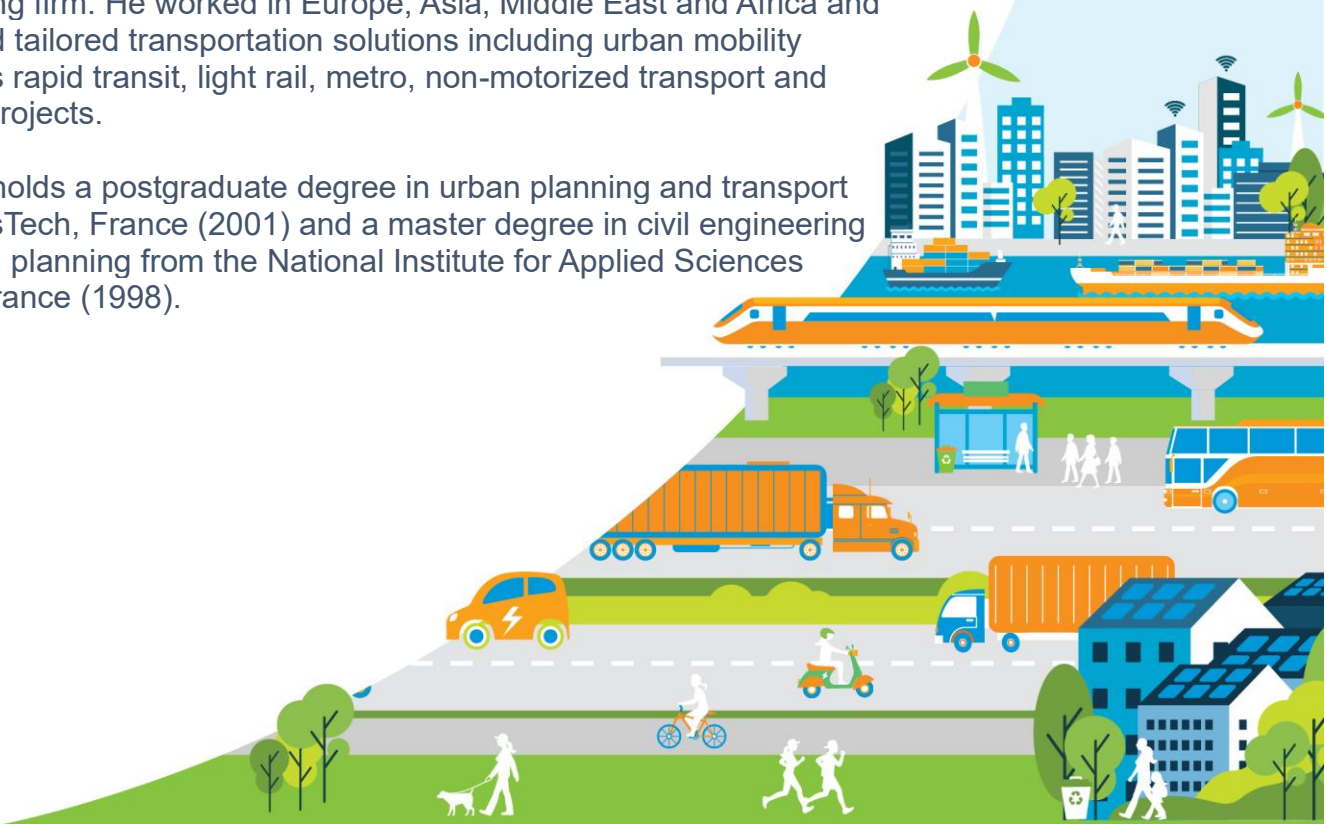 ng firm. He worked in Europe, Asia, Middle East and Africa and
d tailored transportation solutions including urban mobility
s rapid transit, light rail, metro, non-motorized transport and
rojects.
holds a postgraduate degree in urban planning and transport
sTech, France (2001) and a master degree in civil engineering
planning from the National Institute for Applied Sciences
rance (1998).